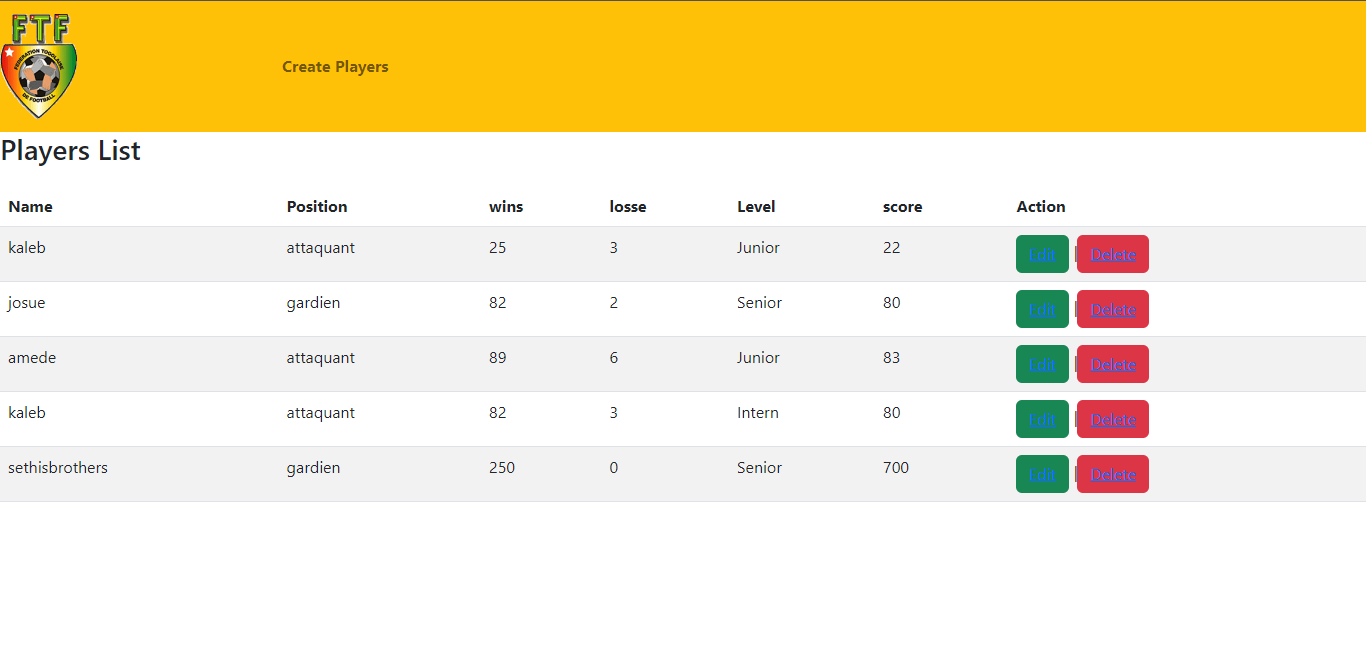 FTF
FEDERATION TOGOLAISE
DE FOOTBALL
Create Players
Players List
Name Position wins losse Level score Action
kaleb attaquant 25 3 Junior 22 Edit | Delete
josue gardien 82 2 Senior 80 Edit | Delete
amede attaquant 89 6 Junior 83 Edit | Delete
kaleb attaquant 82 3 Intern 80 Edit | Delete
sethisbrothers gardien 250 0 Senior 700 Edit | Delete